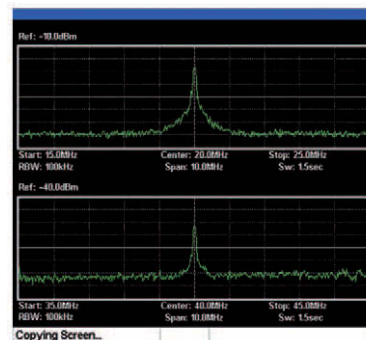 Ref: -10.0dBm
Start: 15.0MHz Center: 20.0MHz Stop: 25.0MHz
RBW: 100kHz Span: 10.0MHz Sw: 1.5sec
Ref: -40.0dBm
Start: 35.0MHz Center: 40.0MHz Stop: 45.0MHz
RBW: 100kHz Span: 10.0MHz Sw: 1.5sec
Copying Screen...